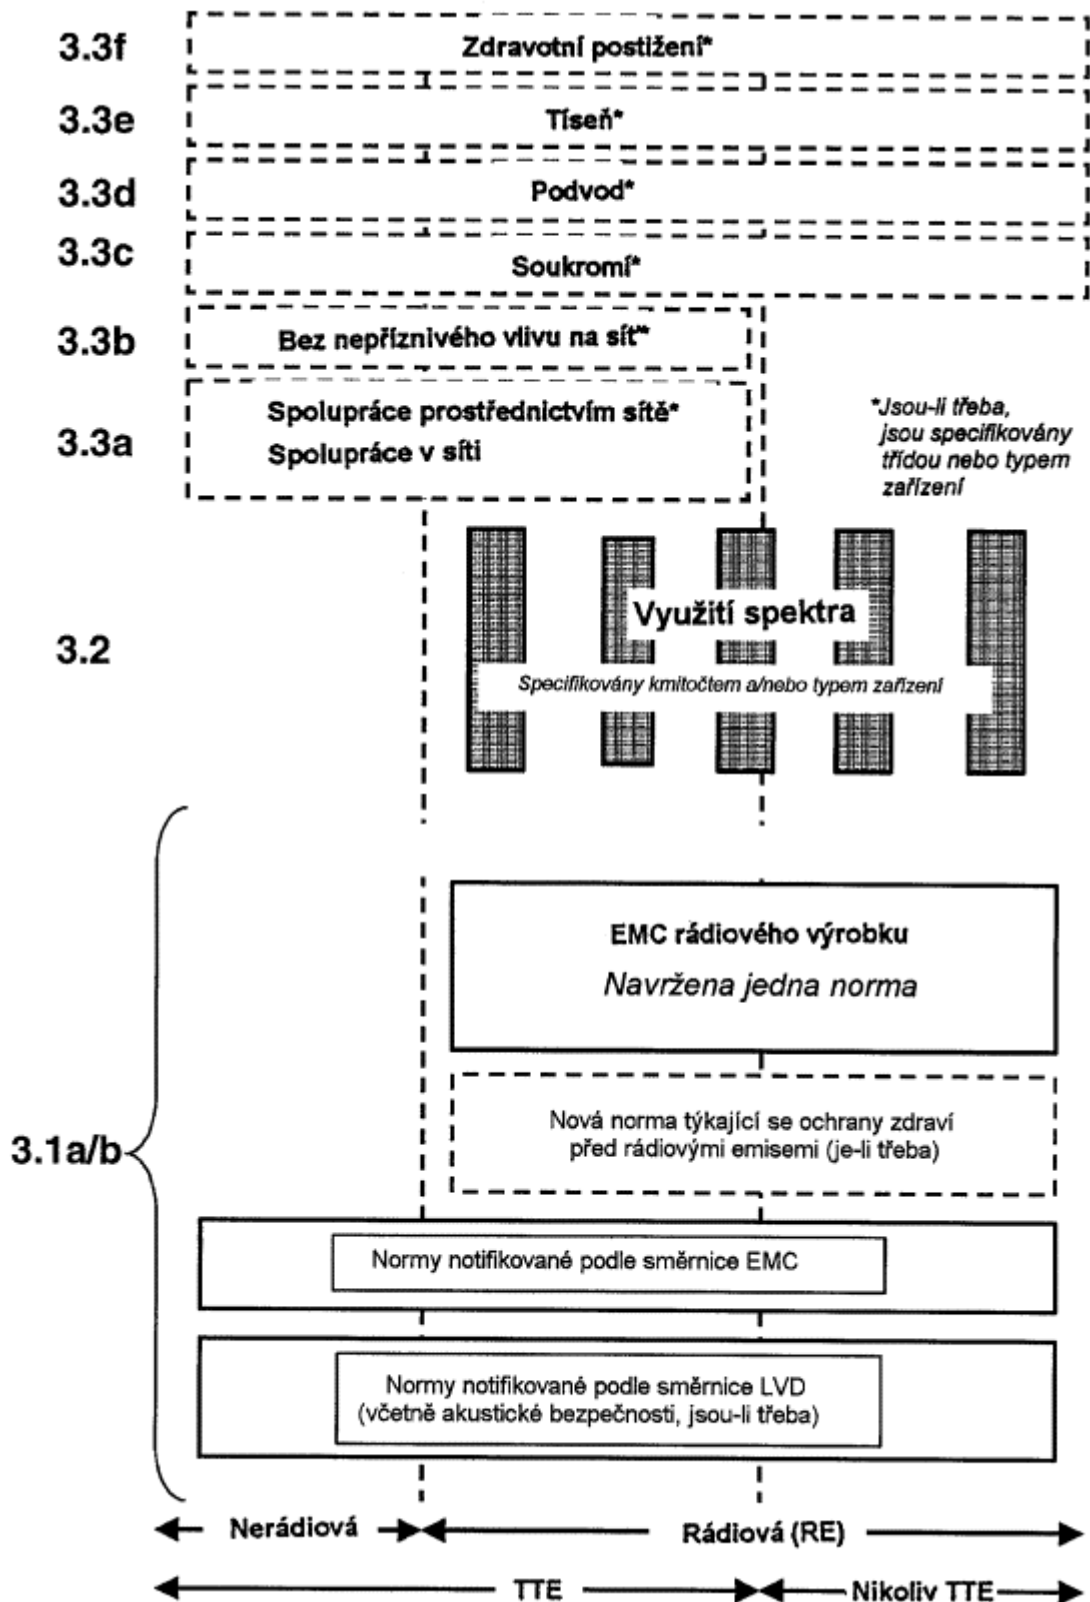 3.3f
Zdravotní postižení*
3.3e
Tíseň*
3.3d
Podvod*
3.3c
Soukromí*
3.3b
Bez nepříznivého vlivu na síť*
3.3a
Spolupráce prostřednictvím sítě*
Spolupráce v síti
*Jsou-li třeba,
jsou specifikovány
třídou nebo typem
zařízení
3.2
Využití spektra
Specifikovány kmitočtem a/nebo typem zařízení
3.1a/b
EMC rádiového výrobku
Navržena jedna norma
Nová norma týkající se ochrany zdraví
před rádiovými emisemi (je-li třeba)
Normy notifikované podle směrnice EMC
Normy notifikované podle směrnice LVD
(včetně akustické bezpečnosti, jsou-li třeba)
Nerádiová
Rádiová (RE)
TTE
Nikoliv TTE